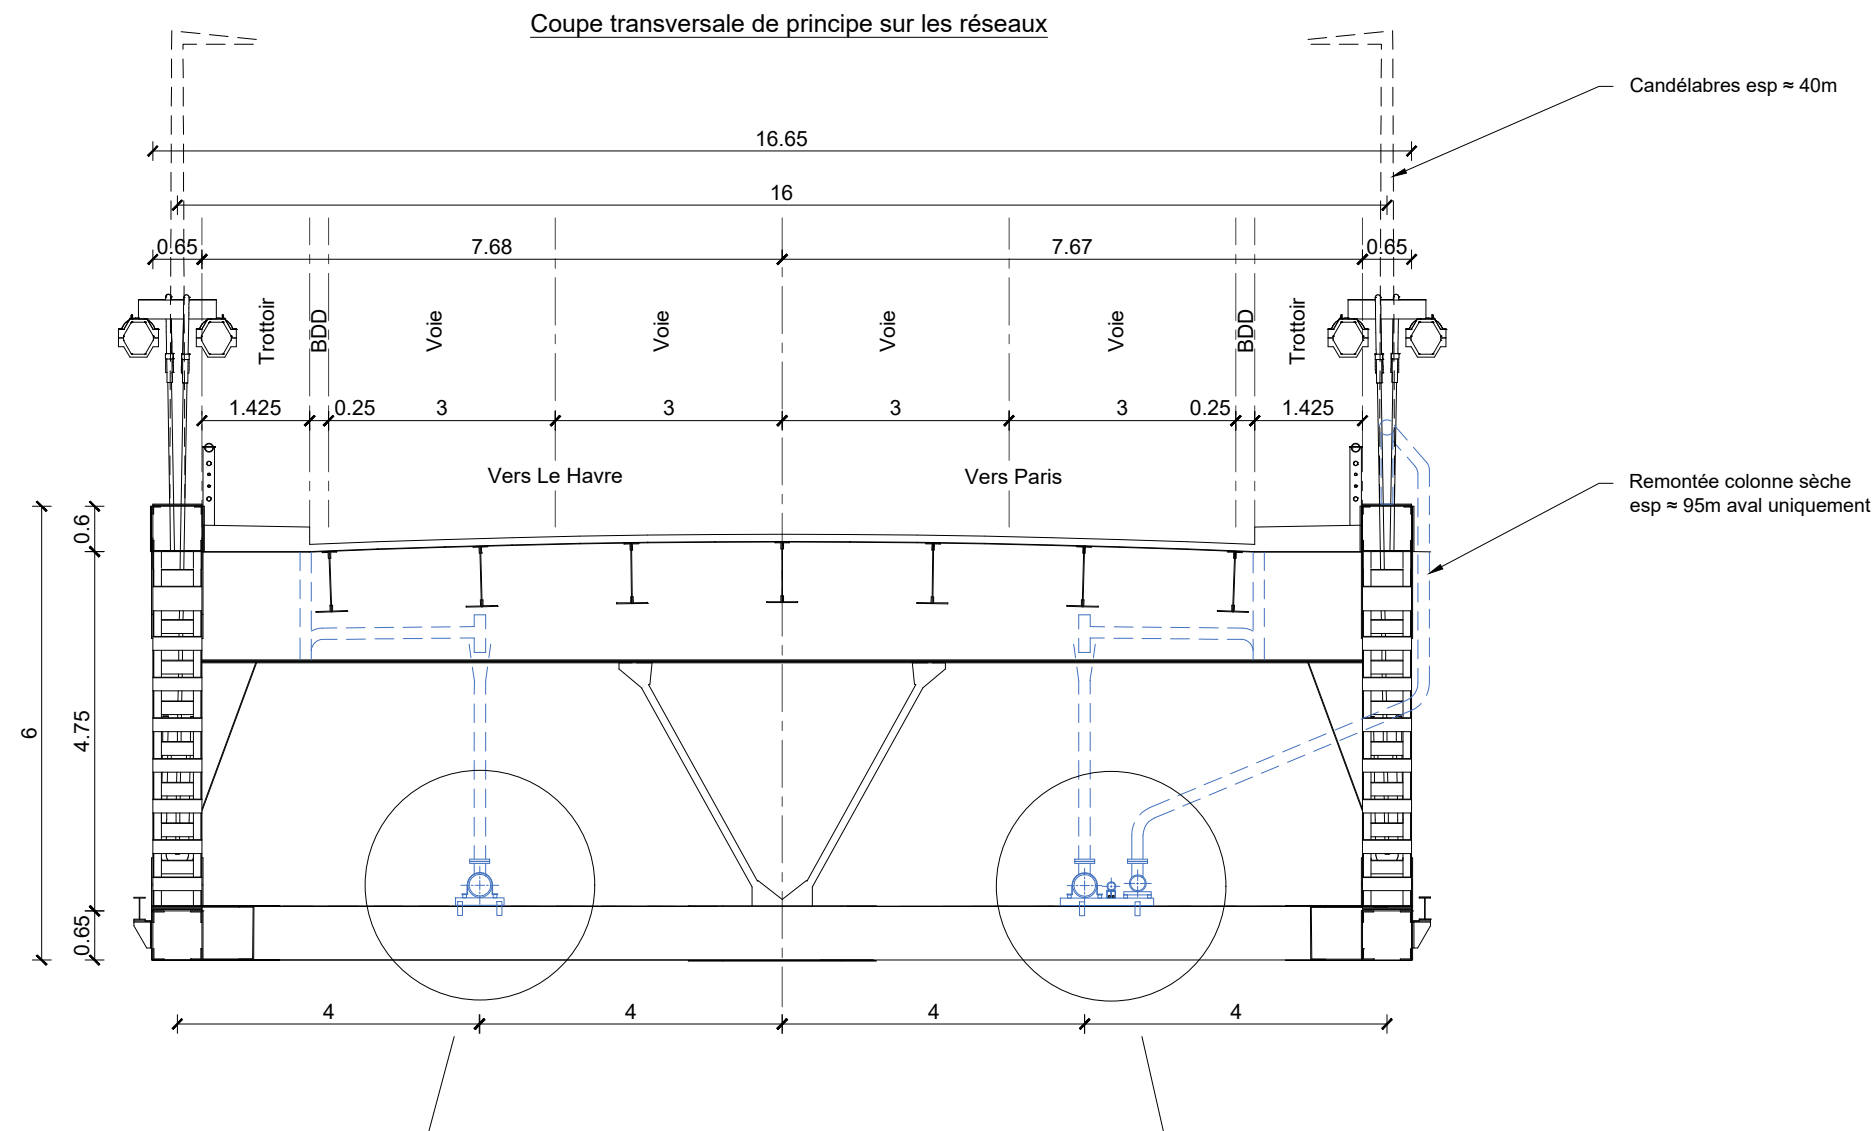 Coupe transversale de principe sur les réseaux
Candélabres esp ≈ 40m
16.65
16
0.65
7.68
7.67
0.65
Trottoir
BDD
Voie
Voie
Voie
Voie
BDD
Trottoir
1.425
0.25
3
3
3
3
0.25
1.425
Vers Le Havre
Vers Paris
Remontée colonne sèche
esp ≈ 95m aval uniquement
0.6
6
4.75
0.65
4
4
4
4